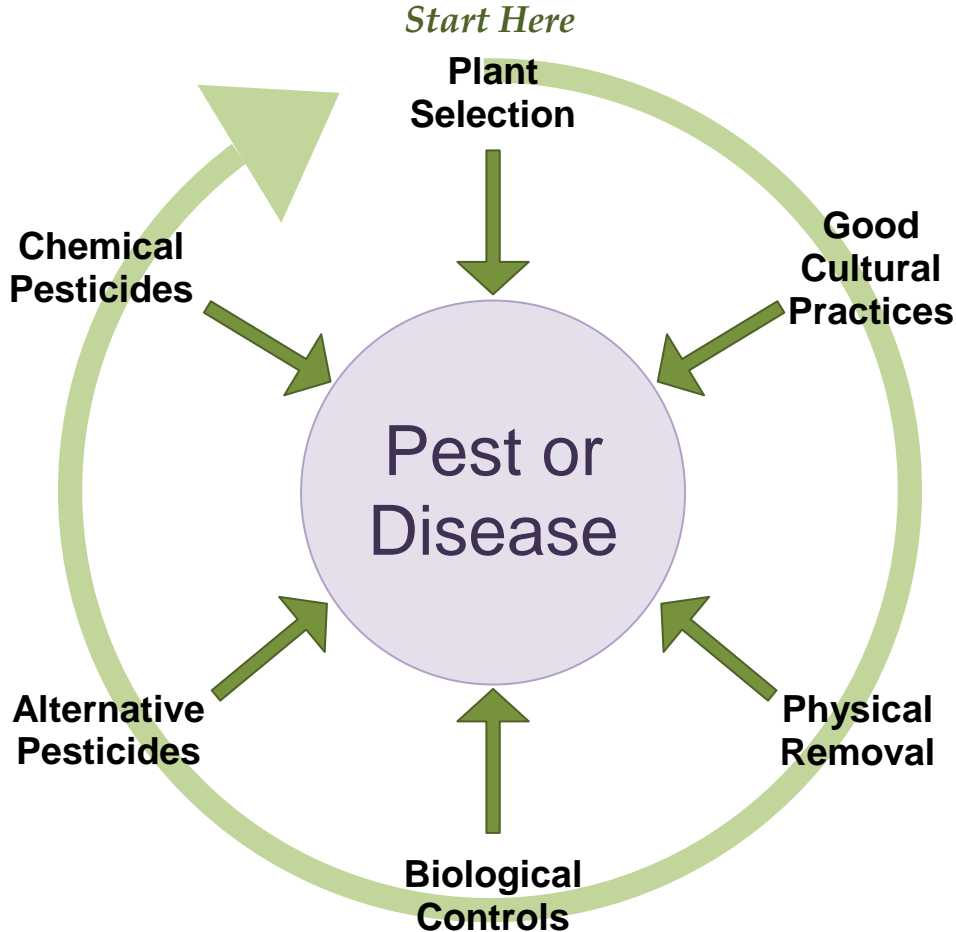 Start Here
Plant
Selection
Good
Cultural
Practices
Physical
Removal
Biological
Controls
Alternative
Pesticides
Chemical
Pesticides
Pest or
Disease